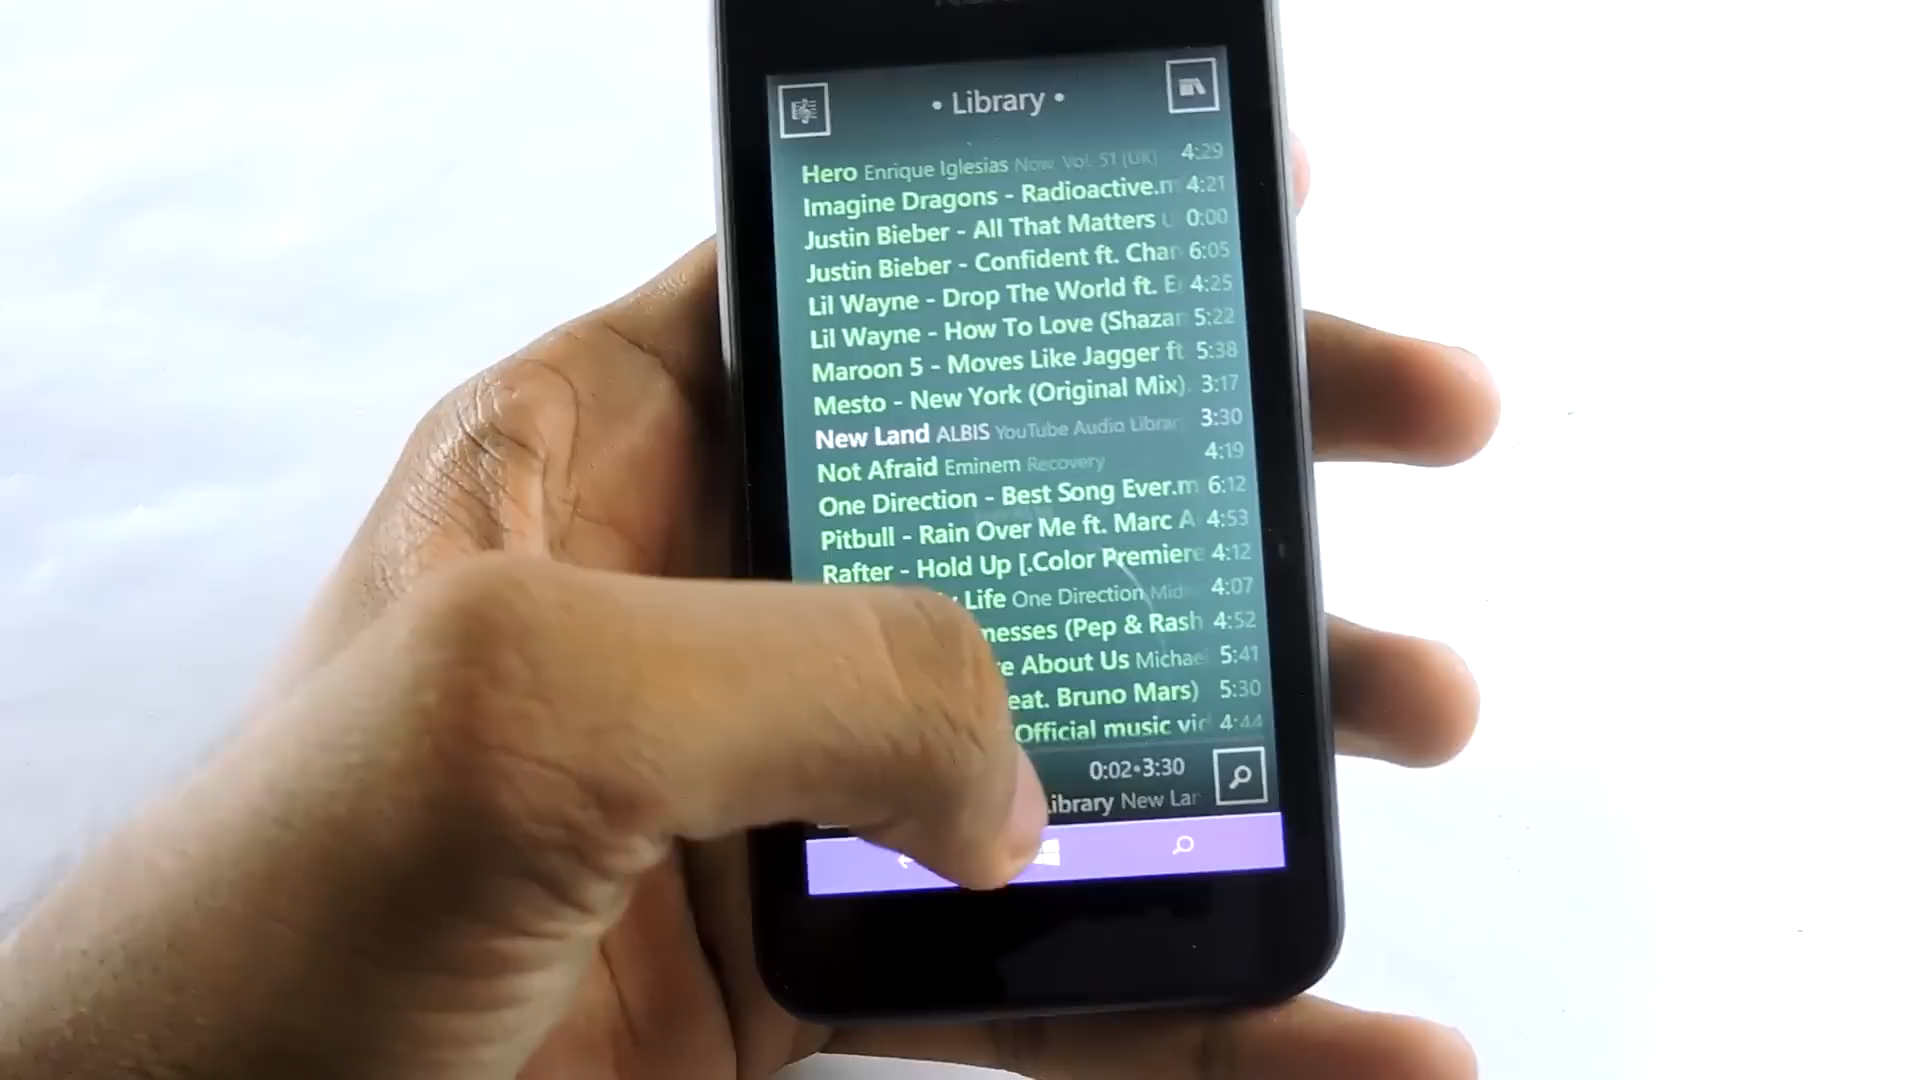 • Library •
Hero Enrique Iglesias Now Vol. 51 (UK) 4:29
Imagine Dragons - Radioactive.m 4:21
Justin Bieber - All That Matters 0:00
Justin Bieber - Confident ft. Chan 6:05
Lil Wayne - Drop The World ft. E 4:25
Lil Wayne - How To Love (Shazam 5:22
Maroon 5 - Moves Like Jagger ft 5:38
Mesto - New York (Original Mix). 3:17
New Land ALBIS YouTube Audio Library 3:30
Not Afraid Eminem Recovery 4:19
One Direction - Best Song Ever.m 6:12
Pitbull - Rain Over Me ft. Marc A 4:53
Rafter - Hold Up [.Color Premiere 4:12
Life One Direction Mid 4:07
nesses (Pep & Rash 4:52
e About Us Michae 5:41
eat. Bruno Mars) 5:30
Official music vid 4:44
0:02•3:30
ibrary New Lan